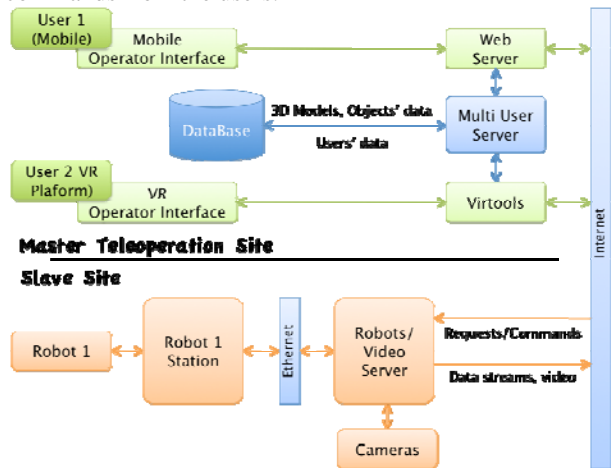 User 1
(Mobile)
Mobile
Operator Interface
Web
Server
DataBase
3D Models, Objects' data
Users' data
Multi User
Server
User 2 VR
Plaform)
VR
Operator Interface
Virtools
Internet
Master Teleoperation Site
Slave Site
Robot 1
Robot 1
Station
Ethernet
Robots/
Video
Server
Requests/Commands
Data streams, video
Cameras